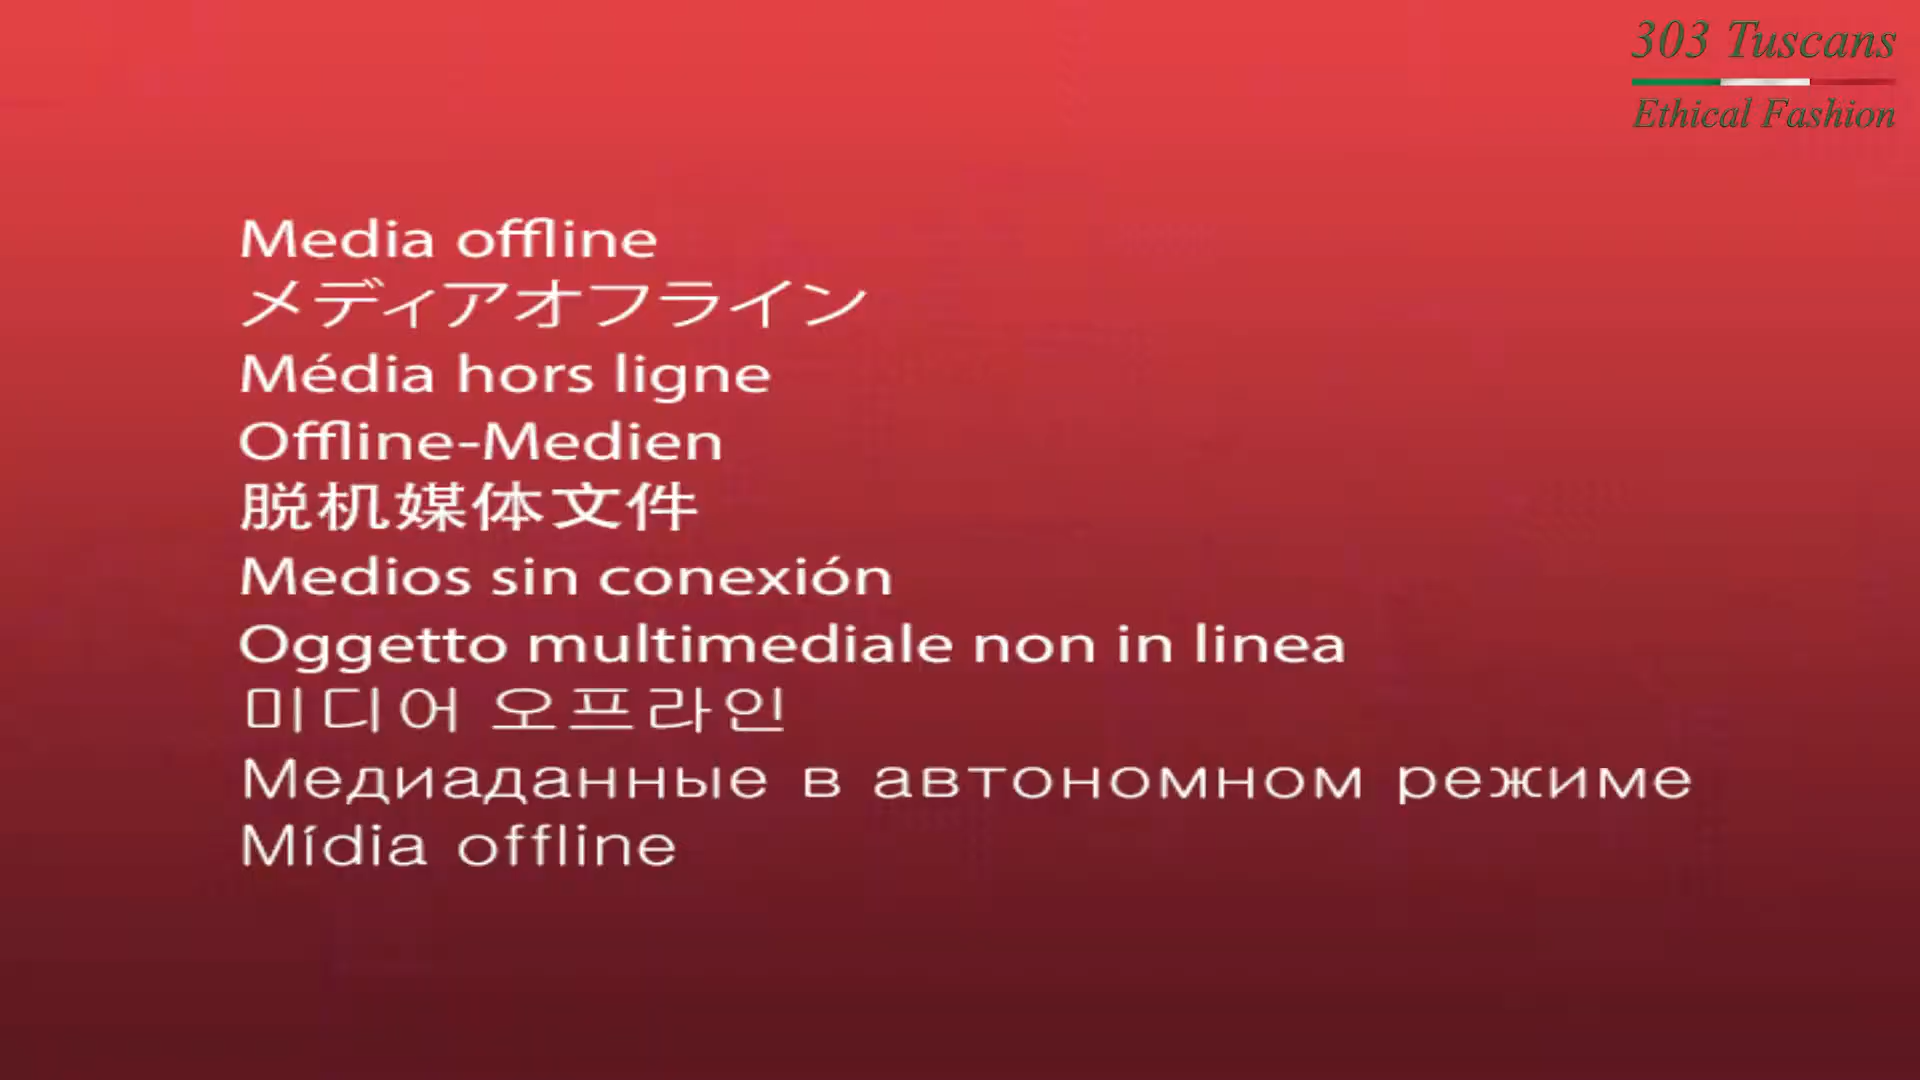 303 Tuscans
Ethical Fashion
Media offline
メディアオフライン
Média hors ligne
Offline-Medien
脱机媒体文件
Medios sin conexión
Oggetto multimediale non in linea
미디어 오프라인
Медиаданные в автономном режиме
Mídia offline